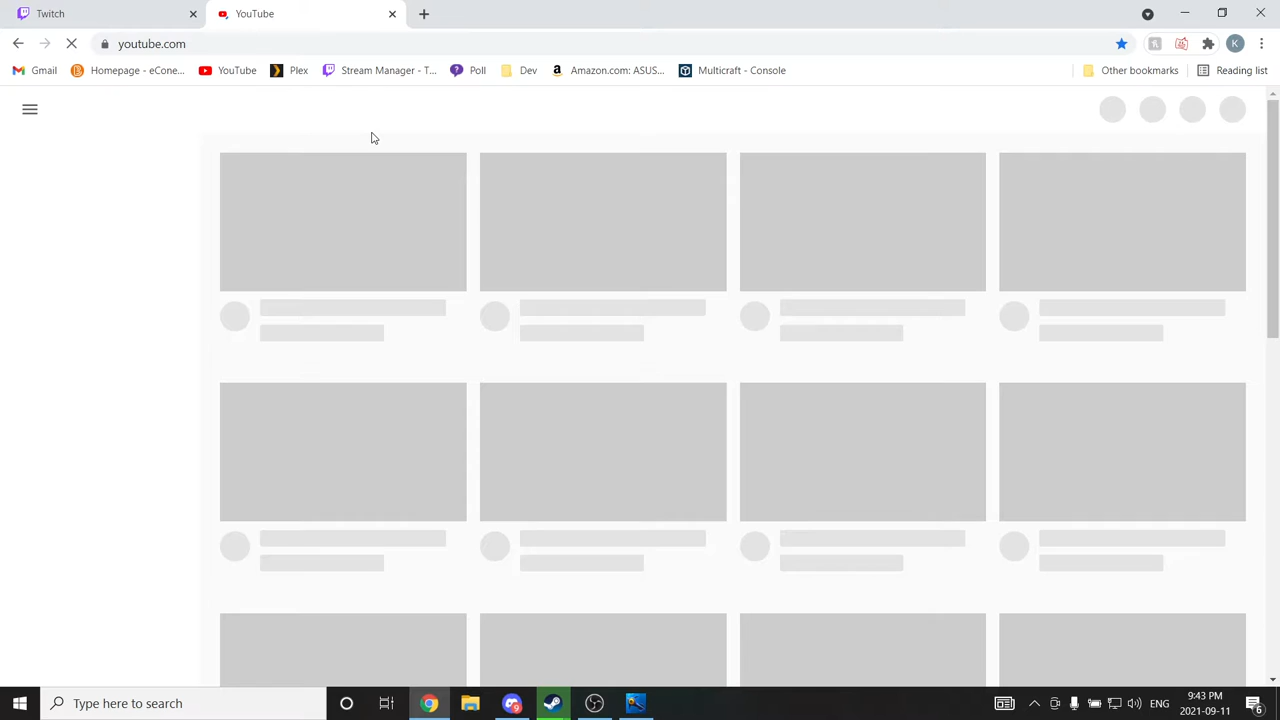 Twitch
YouTube
youtube.com
K
Gmail
Homepage - eCone...
YouTube
Plex
Stream Manager - T...
Poll
Dev
Amazon.com: ASUS...
Multicraft - Console
Other bookmarks
Reading list
Type here to search
ENG
9:43 PM
2021-09-11
6